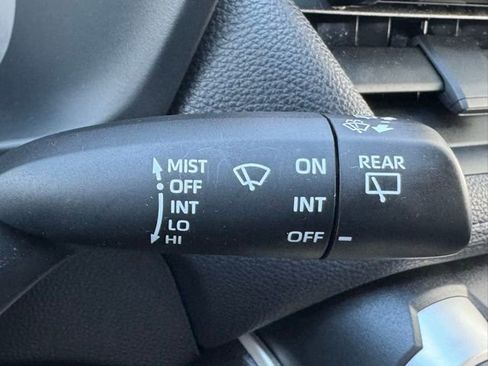 MIST
OFF
INT
LO
HI
ON
INT
OFF
REAR